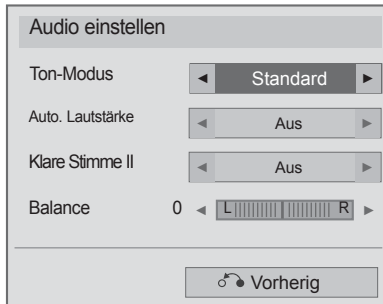 Audio einstellen
Ton-Modus ◄ Standard ►
Auto. Lautstärke ◄ Aus ►
Klare Stimme II ◄ Aus ►
Balance 0 ◄ L R ►
Vorherig